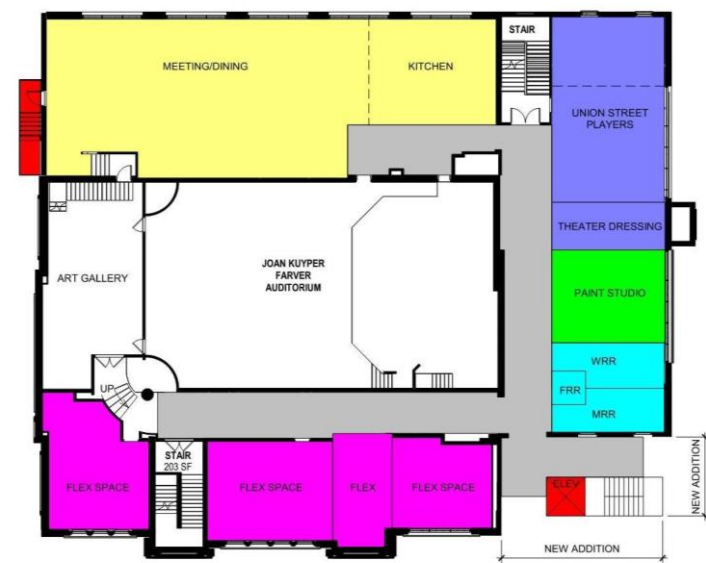 STAIR
MEETING/DINING
KITCHEN
UNION STREET
PLAYERS
THEATER DRESSING
JOAN KUYPER
FARVER
AUDITORIUM
ART GALLERY
PAINT STUDIO
WRR
FRR
MRR
UP
STAIR
203 SF
FLEX SPACE
FLEX SPACE
FLEX
FLEX SPACE
ELEV
NEW ADDITION
NEW ADDITION